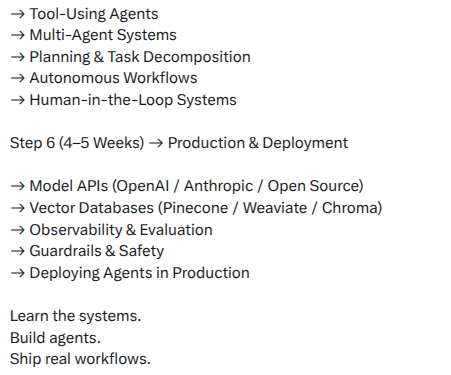 → Tool-Using Agents
→ Multi-Agent Systems
→ Planning & Task Decomposition
→ Autonomous Workflows
→ Human-in-the-Loop Systems
Step 6 (4–5 Weeks) → Production & Deployment
→ Model APIs (OpenAI / Anthropic / Open Source)
→ Vector Databases (Pinecone / Weaviate / Chroma)
→ Observability & Evaluation
→ Guardrails & Safety
→ Deploying Agents in Production
Learn the systems.
Build agents.
Ship real workflows.